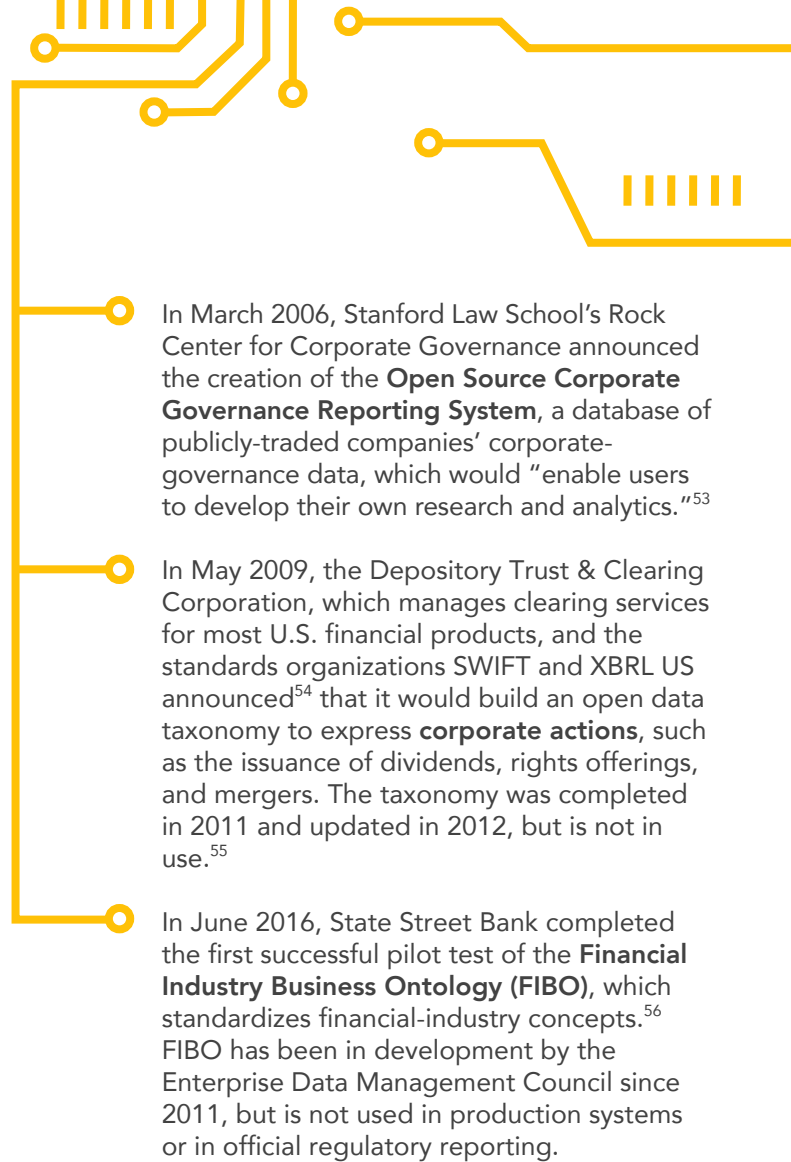 In March 2006, Stanford Law School’s Rock
Center for Corporate Governance announced
the creation of the Open Source Corporate
Governance Reporting System, a database of
publicly-traded companies’ corporate-
governance data, which would “enable users
to develop their own research and analytics.”53
In May 2009, the Depository Trust & Clearing
Corporation, which manages clearing services
for most U.S. financial products, and the
standards organizations SWIFT and XBRL US
announced54 that it would build an open data
taxonomy to express corporate actions, such
as the issuance of dividends, rights offerings,
and mergers. The taxonomy was completed
in 2011 and updated in 2012, but is not in
use.55
In June 2016, State Street Bank completed
the first successful pilot test of the Financial
Industry Business Ontology (FIBO), which
standardizes financial-industry concepts.56
FIBO has been in development by the
Enterprise Data Management Council since
2011, but is not used in production systems
or in official regulatory reporting.